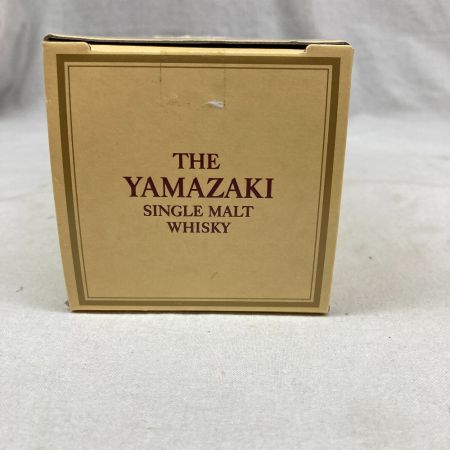 THE
YAMAZAKI
SINGLE MALT
WHISKY